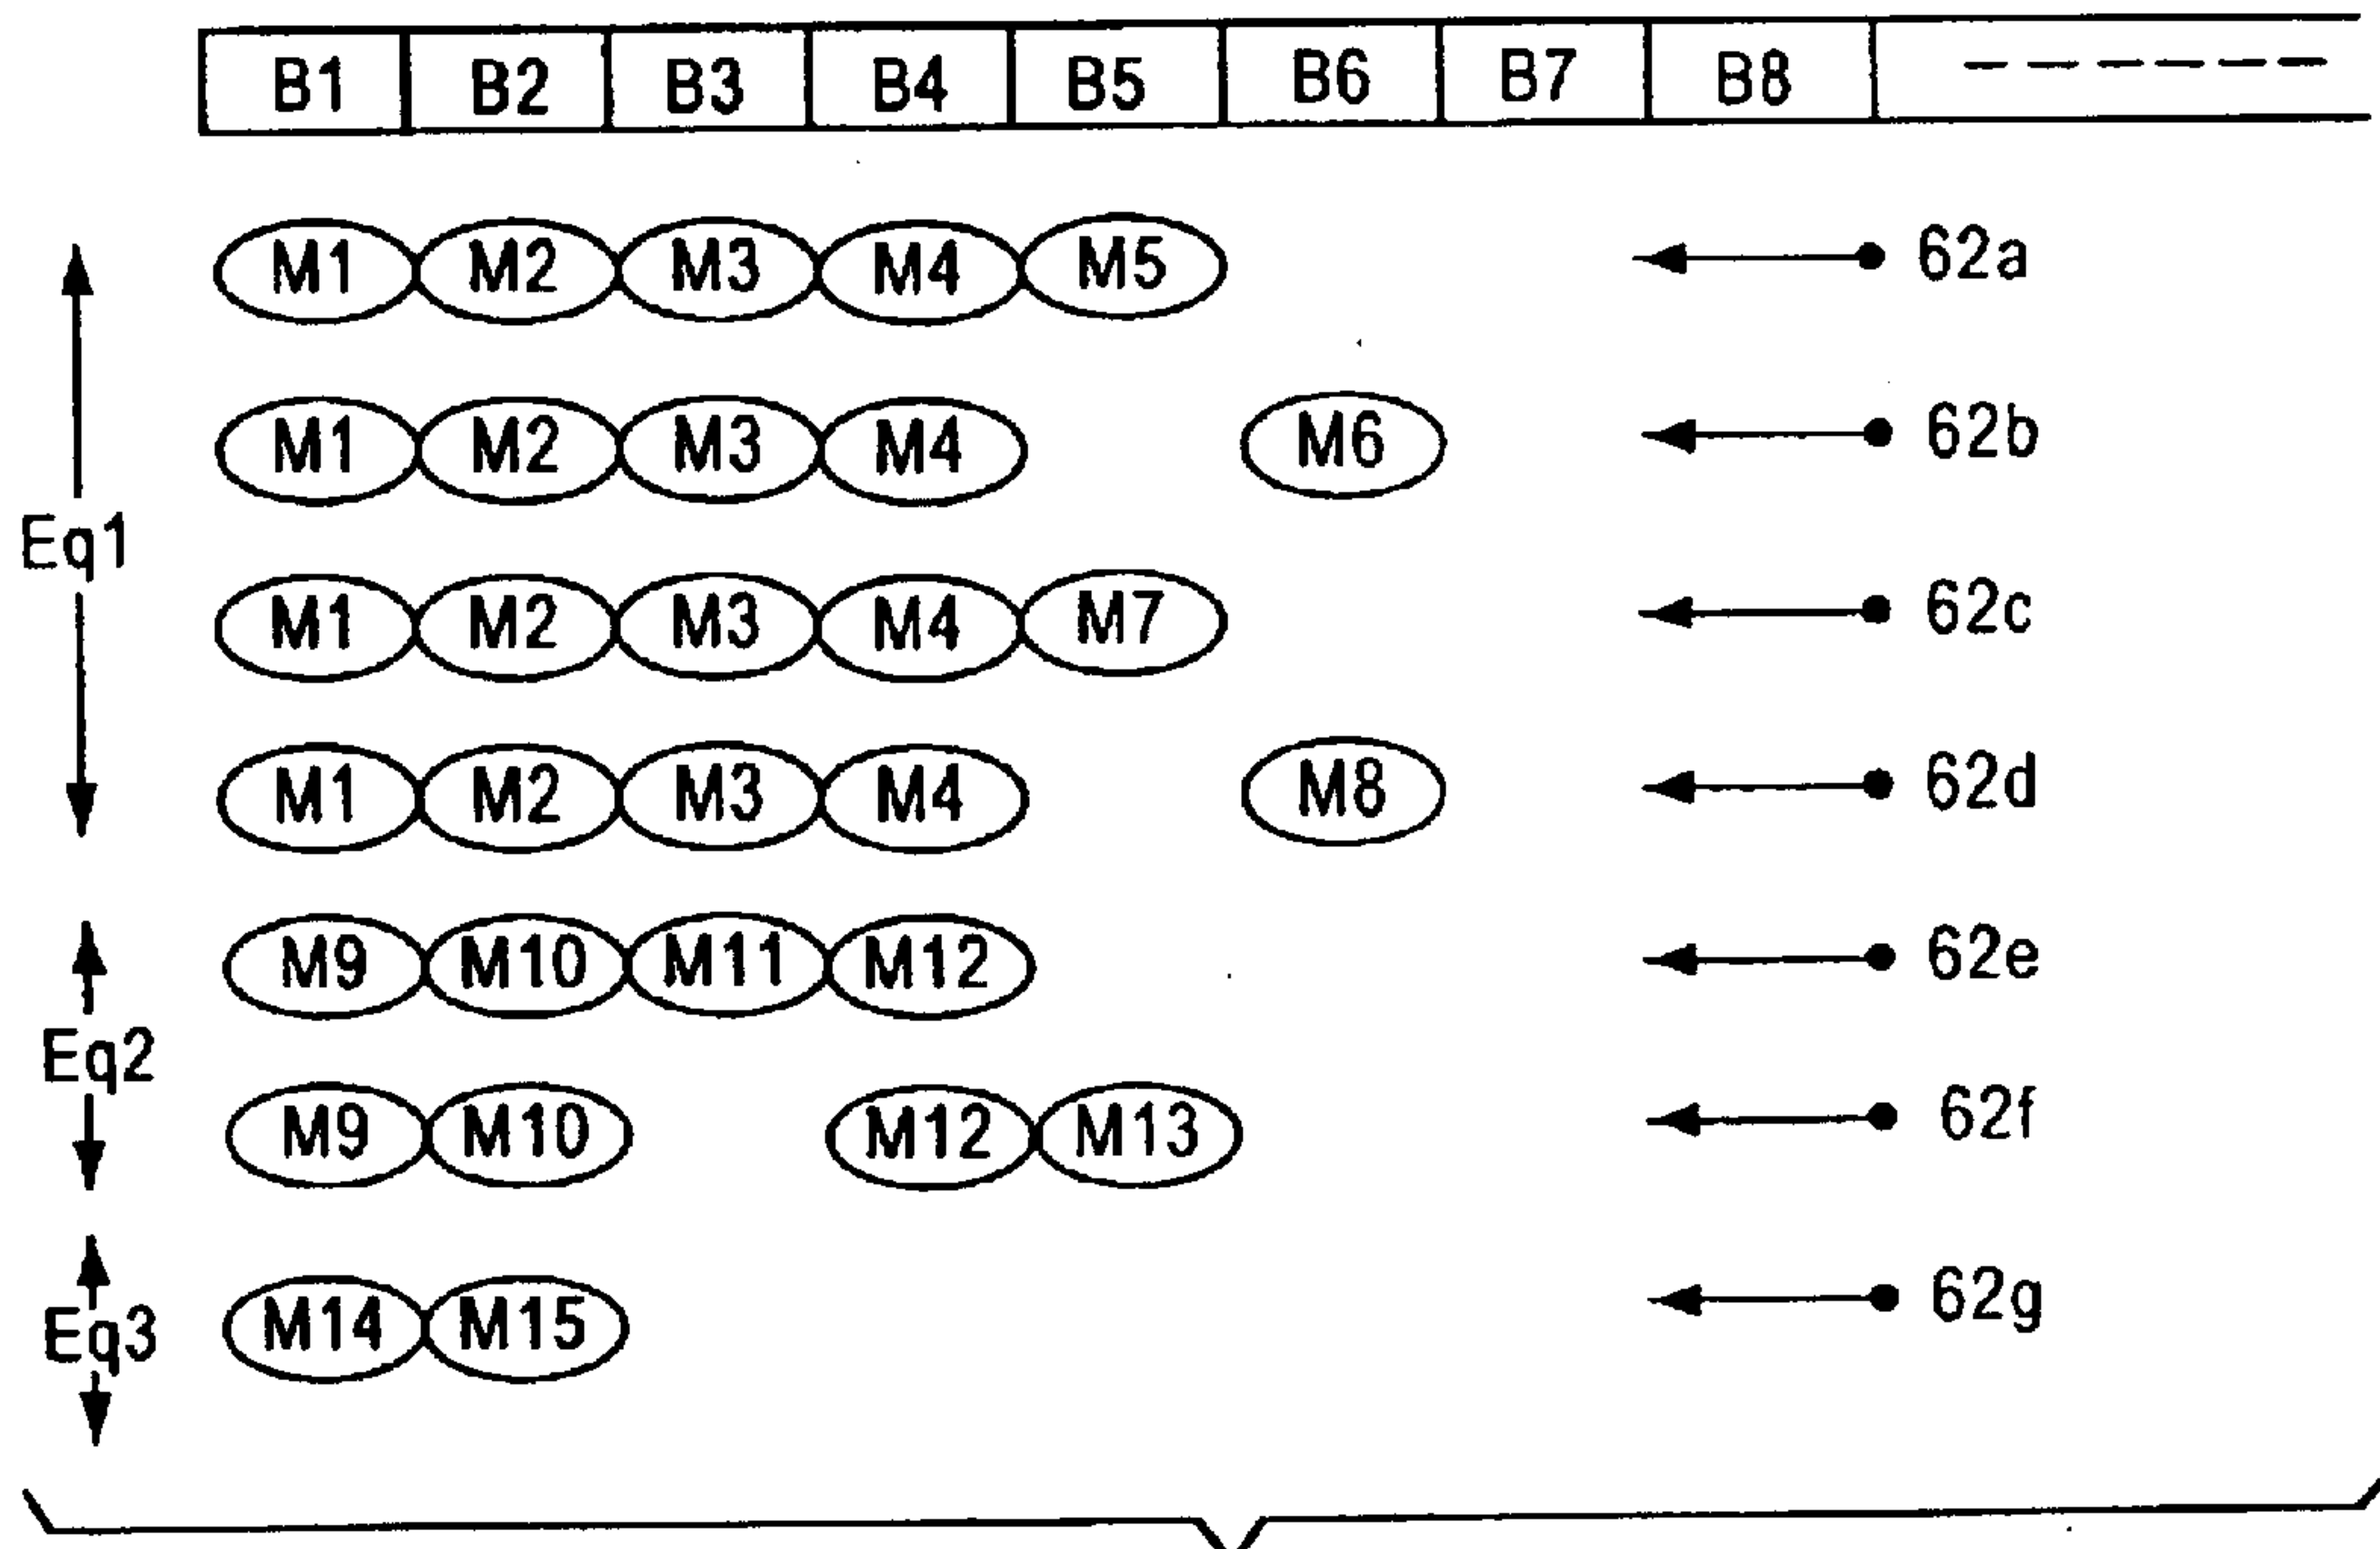 B1 B2 B3 B4 B5 B6 B7 B8
M1 M2 M3 M4 M5 62a
M1 M2 M3 M4 M6 62b
Eq1
M1 M2 M3 M4 M7 62c
M1 M2 M3 M4 M8 62d
M9 M10 M11 M12 62e
Eq2
M9 M10 M12 M13 62f
Eq3 M14 M15 62g